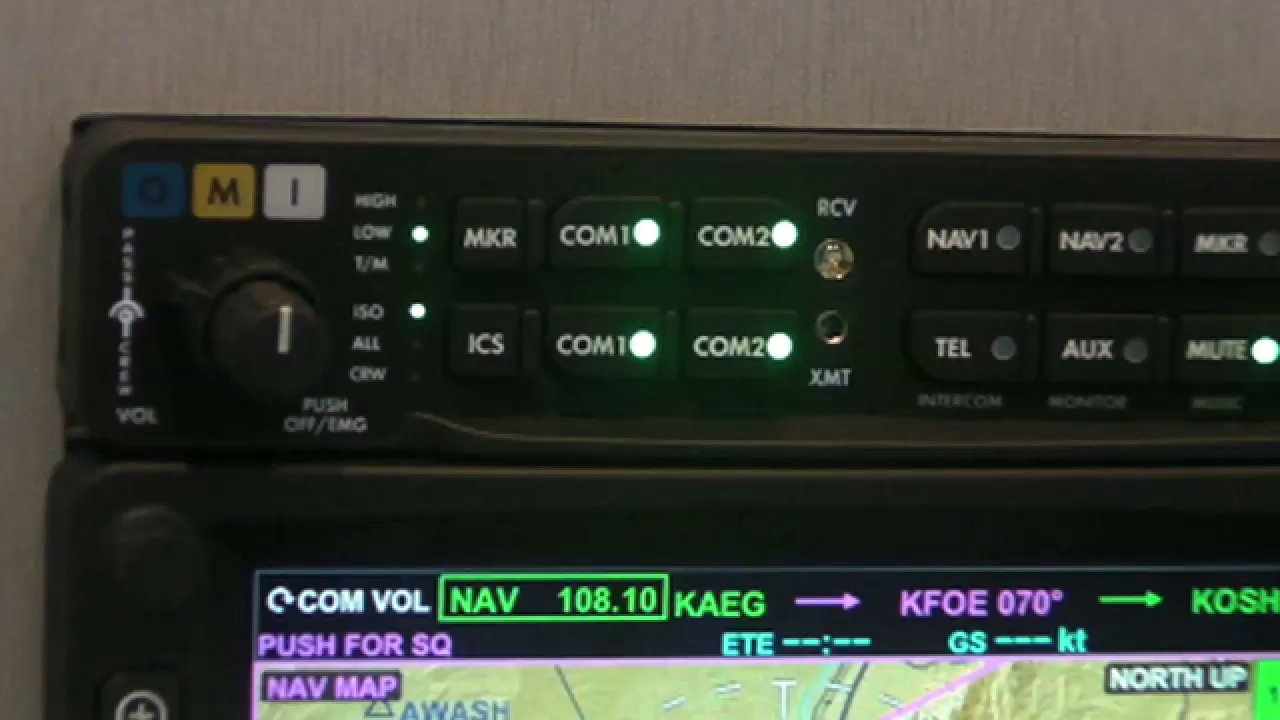 O M I
HIGH
LOW
T/M
MKR COM1 COM2
RCV
NAV1 NAV2 MKR
ISO
ALL
CRW
ICS COM1 COM2
XMT
TEL AUX MUTE
INTERCOM MONITOR MUSIC
PASS
CREW
VOL
PUSH
OFF/EMG
COM VOL NAV 108.10 KAEG KFOE 070° KOSH
PUSH FOR SQ ETE --:-- GS --- kt
NAV MAP NORTH UP
AWASH